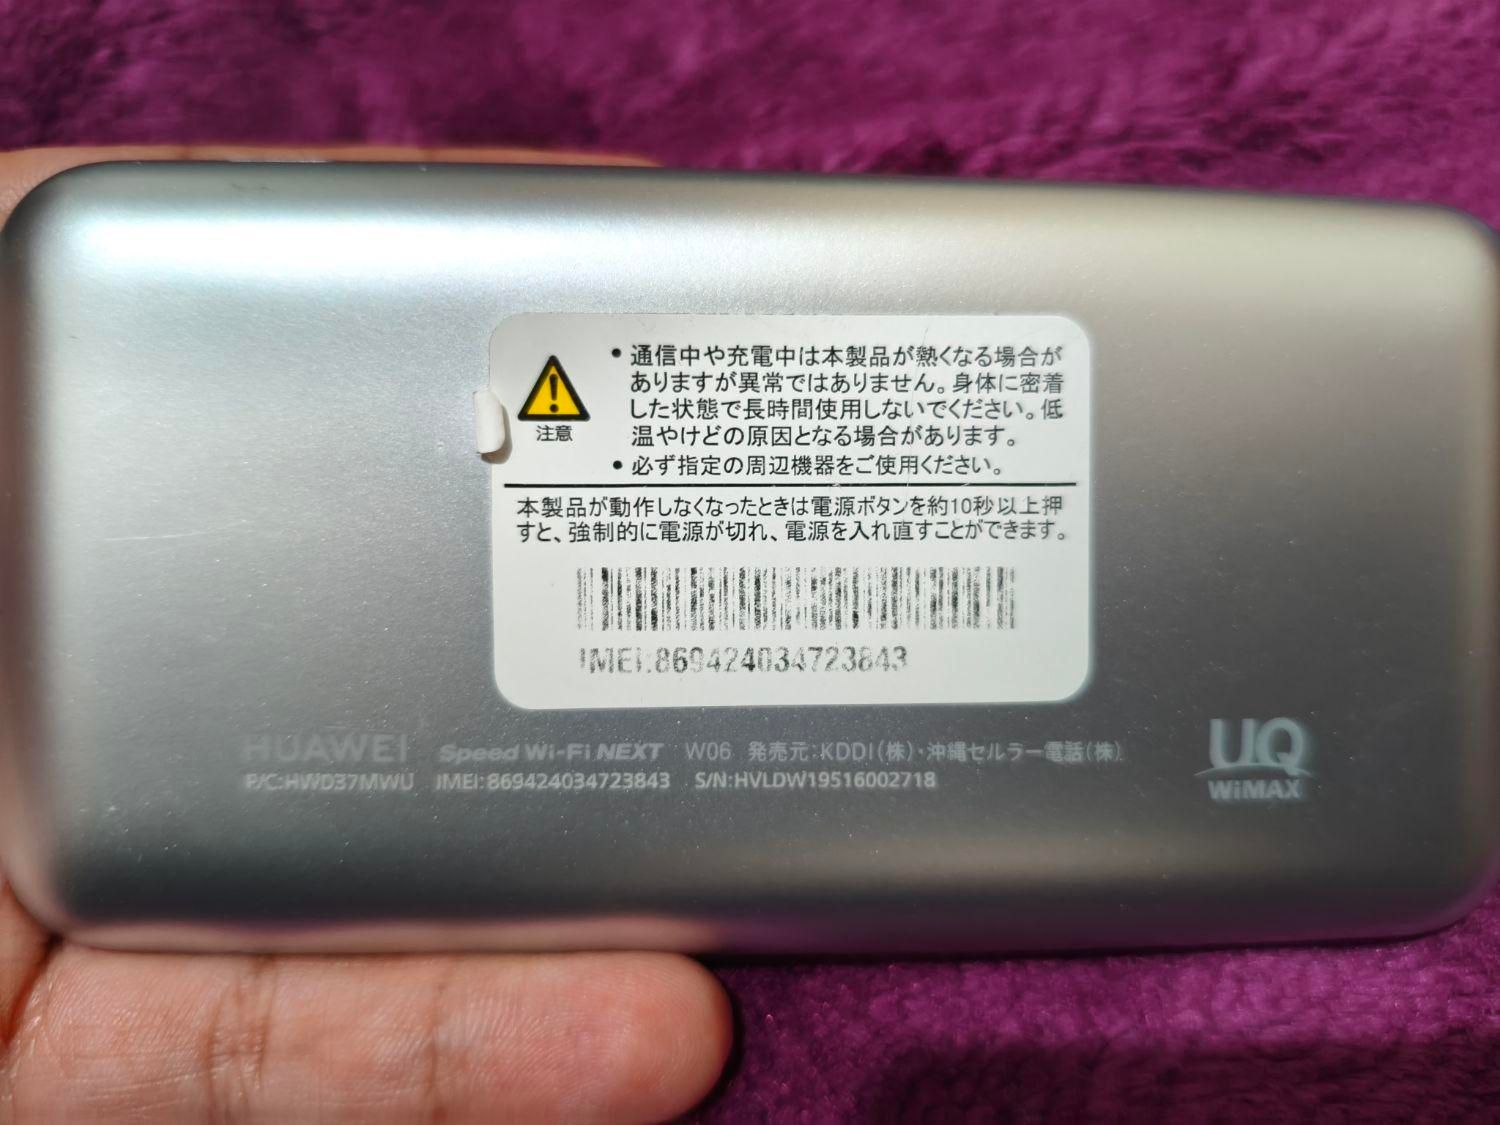 注意
• 通信中や充電中は本製品が熱くなる場合が
ありますが異常ではありません。身体に密着
した状態で長時間使用しないでください。低
温やけどの原因となる場合があります。
• 必ず指定の周辺機器をご使用ください。
本製品が動作しなくなったときは電源ボタンを約10秒以上押
すと、強制的に電源が切れ、電源を入れ直すことができます。
IMEI:869424034723843
HUAWEI Speed Wi-Fi NEXT W06 発売元:KDDI(株)・沖縄セルラー電話(株)
P/C:HWD37MWU IMEI:869424034723843 S/N:HVLDW19516002718
UQ
WiMAX